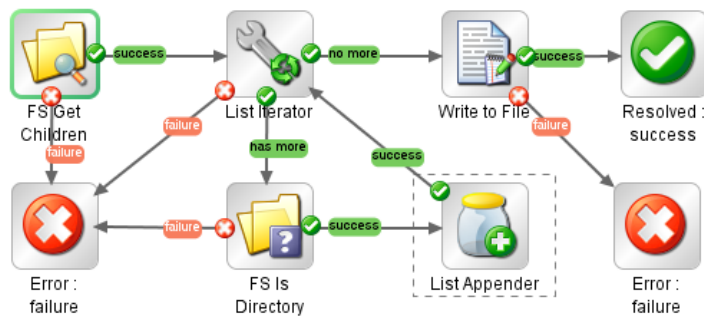 success
no more
success
FS Get
Children
List Iterator
Write to File
Resolved :
success
failure
failure
has more
success
failure
failure
success
Error :
failure
FS Is
Directory
List Appender
Error :
failure